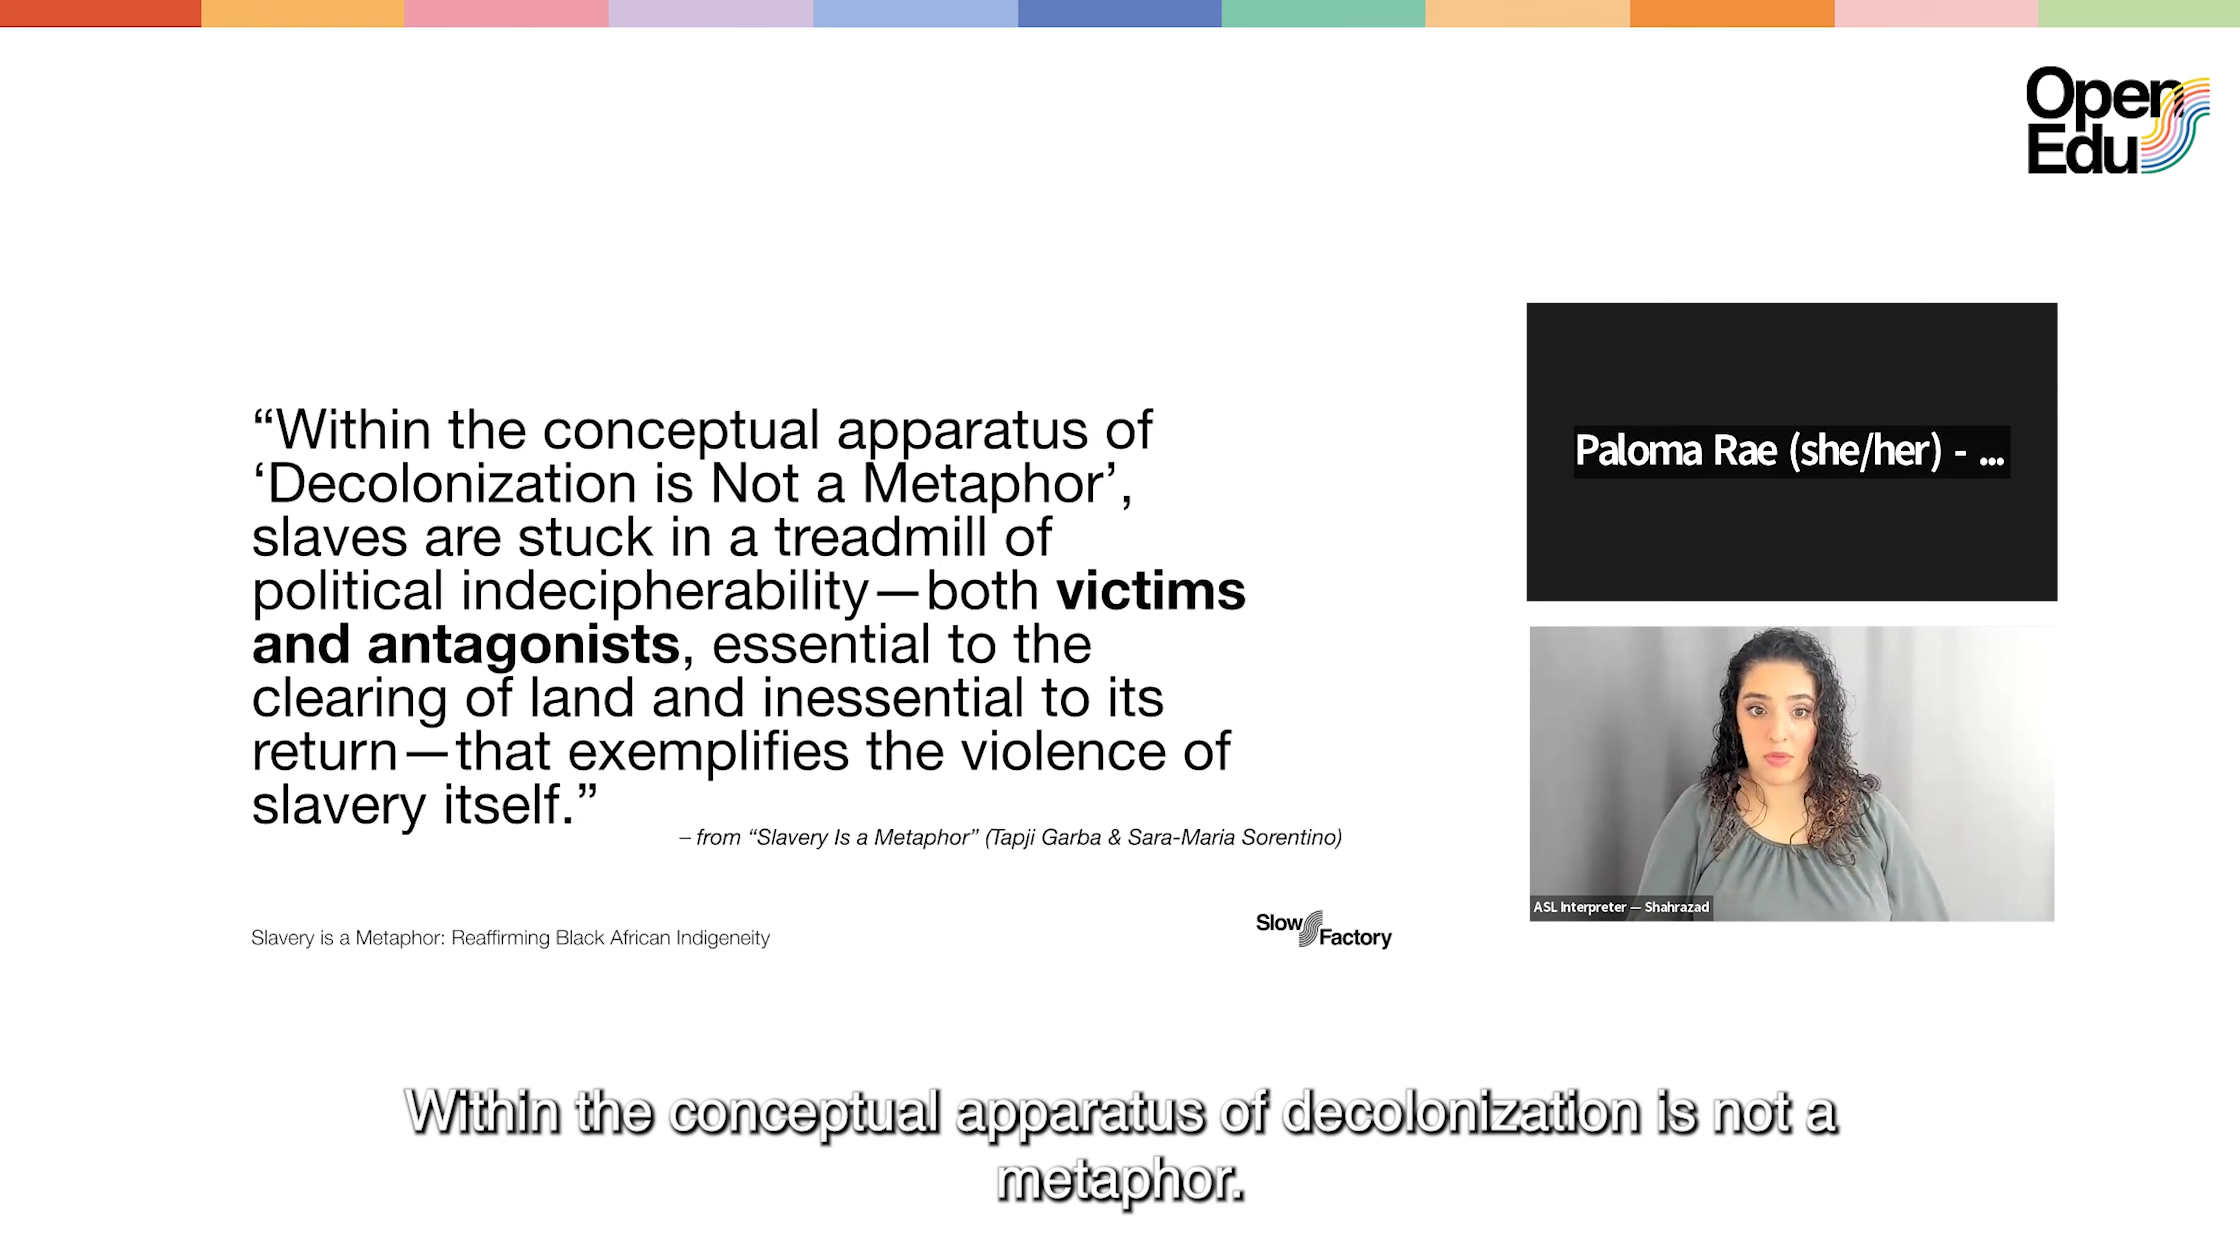 Open
Edu
“Within the conceptual apparatus of
‘Decolonization is Not a Metaphor’,
slaves are stuck in a treadmill of
political indecipherability—both victims
and antagonists, essential to the
clearing of land and inessential to its
return—that exemplifies the violence of
slavery itself.”
– from “Slavery Is a Metaphor” (Tapji Garba & Sara-Maria Sorentino)
Slavery is a Metaphor: Reaffirming Black African Indigeneity
Slow
Factory
Paloma Rae (she/her) - ...
ASL Interpreter — Shahrazad
Within the conceptual apparatus of decolonization is not a
metaphor.